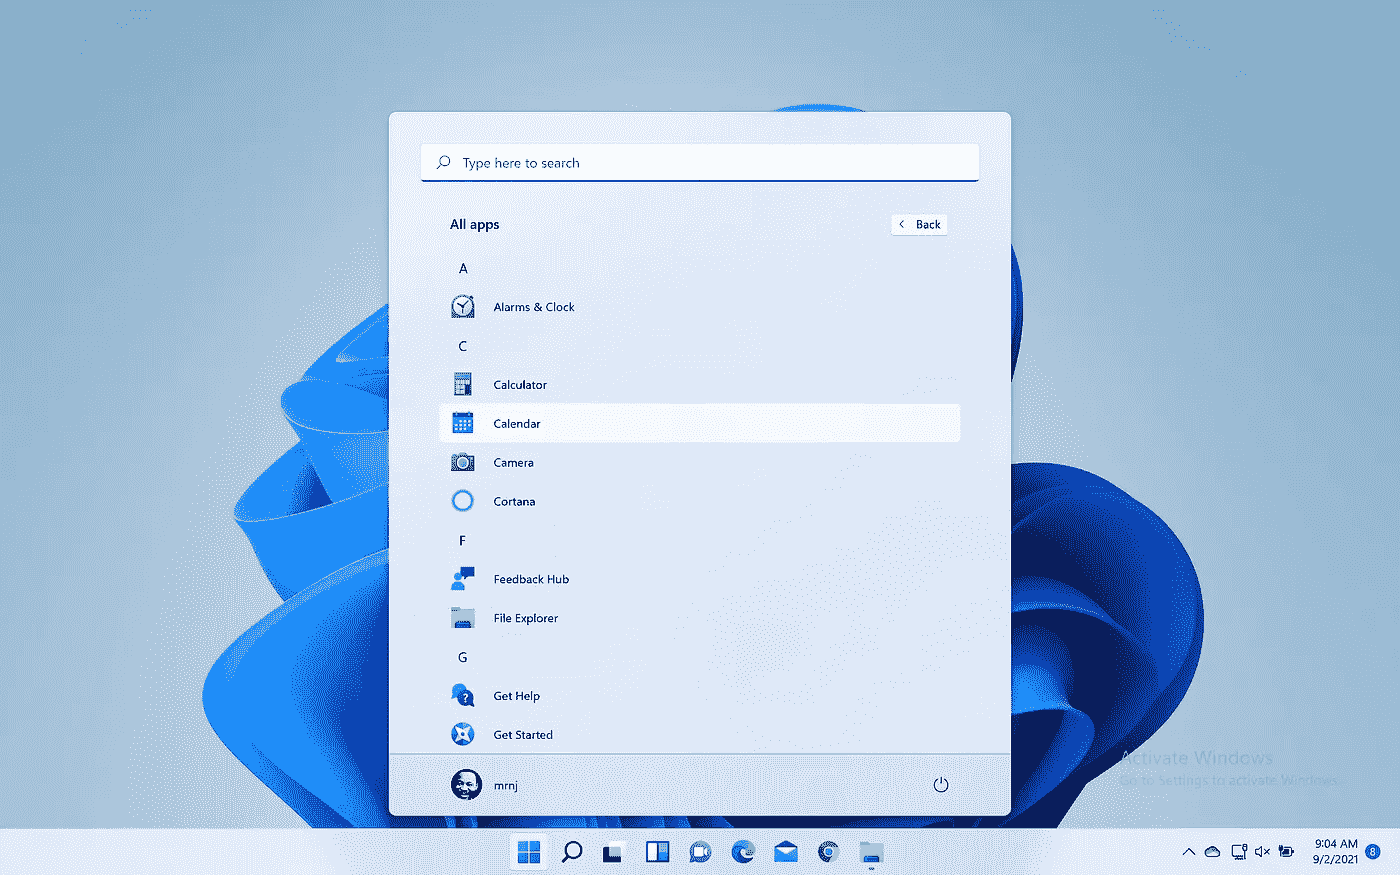 Type here to search
All apps
Back
A
Alarms & Clock
C
Calculator
Calendar
Camera
Cortana
F
Feedback Hub
File Explorer
G
Get Help
Get Started
Activate Windows
Go to Settings to activate Windows.
mrnj
9:04 AM
9/2/2021
8